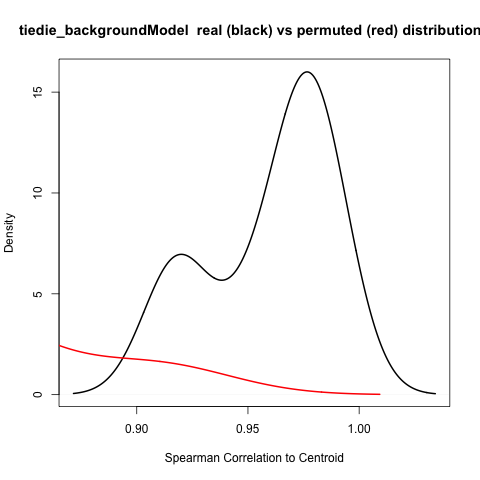 tiedie_backgroundModel  real (black) vs permuted (red) distribution
Density
15
10
5
0
0.90 0.95 1.00
Spearman Correlation to Centroid